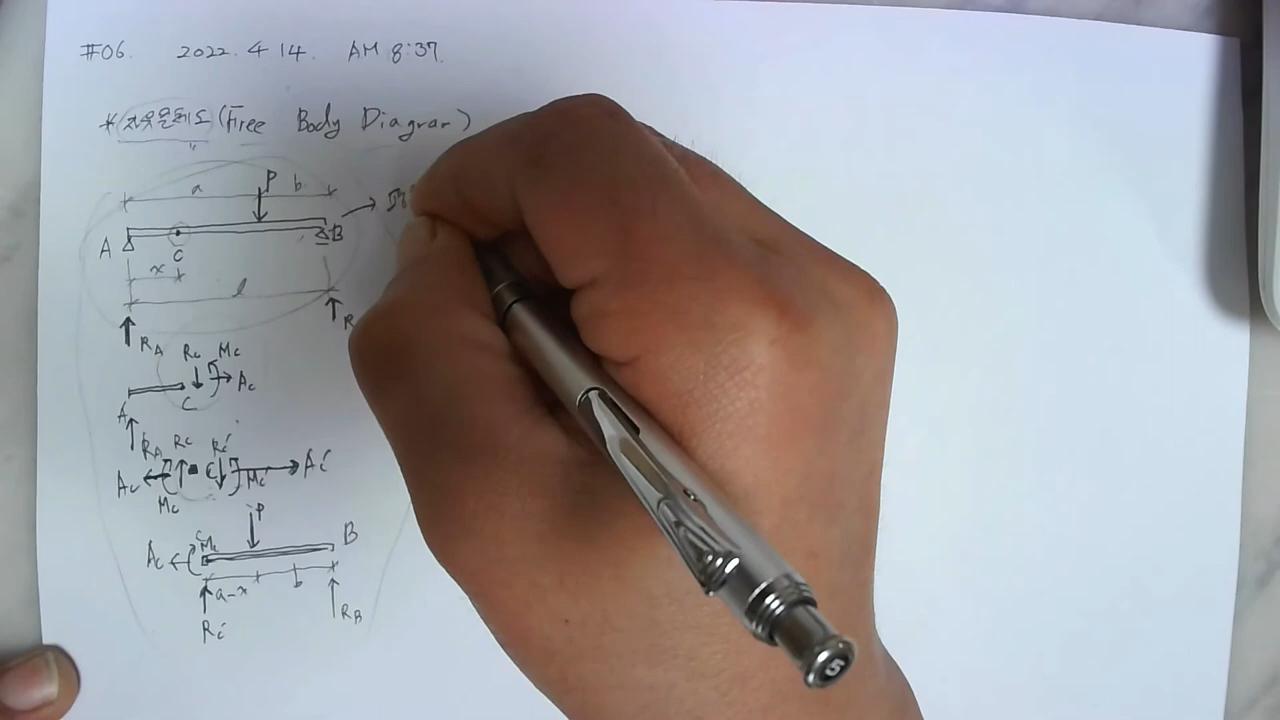 #06. 2022. 4 14. AM 8:37.
*자유물체도 (Free Body Diagram)
a P b
A C B
x
l
R
RA Rc Mc
Ac
A C
RA Rc Rc'
Ac C Ac'
Mc Mc'
P
C B
Ac Mc
a-x b
RB
Rc'
5